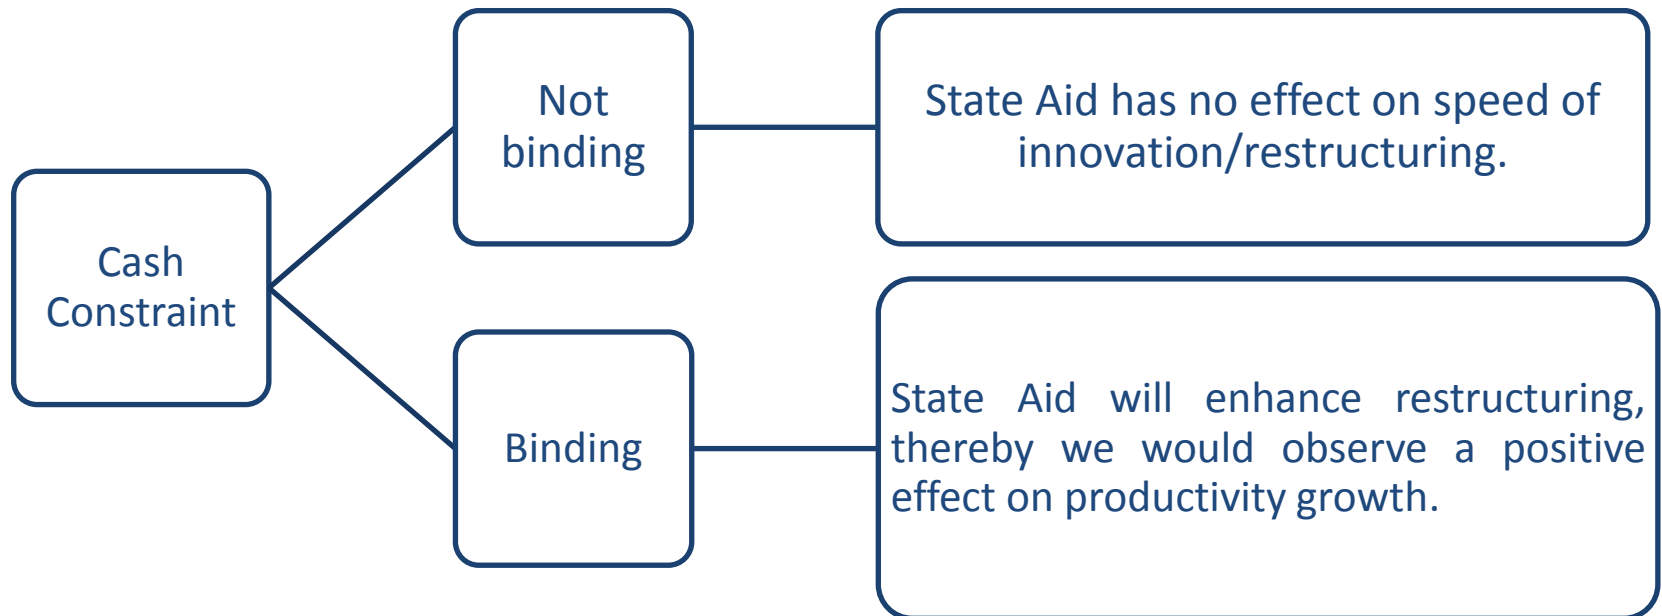 Cash
Constraint
Not
binding
State Aid has no effect on speed of
innovation/restructuring.
Binding
State Aid will enhance restructuring,
thereby we would observe a positive
effect on productivity growth.